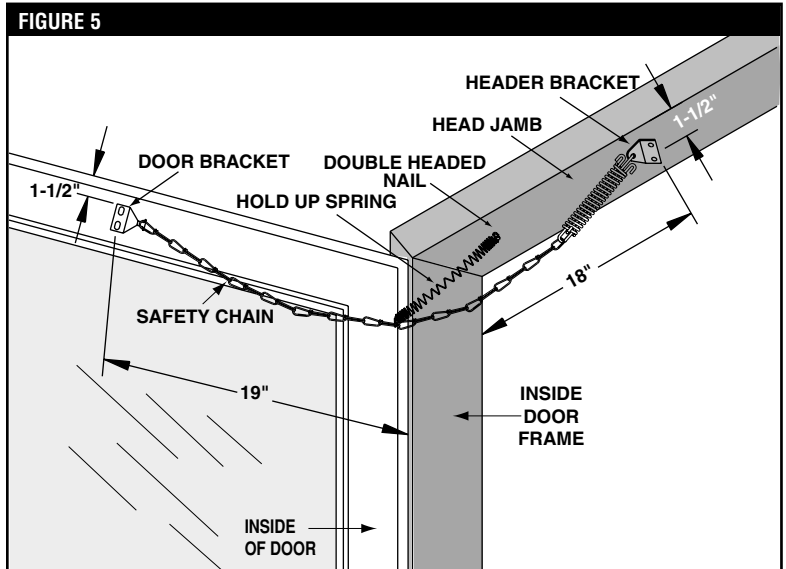 FIGURE 5
HEADER BRACKET
1-1/2"
HEAD JAMB
DOOR BRACKET
DOUBLE HEADED
NAIL
1-1/2"
HOLD UP SPRING
18"
SAFETY CHAIN
19"
INSIDE
DOOR
FRAME
INSIDE
OF DOOR